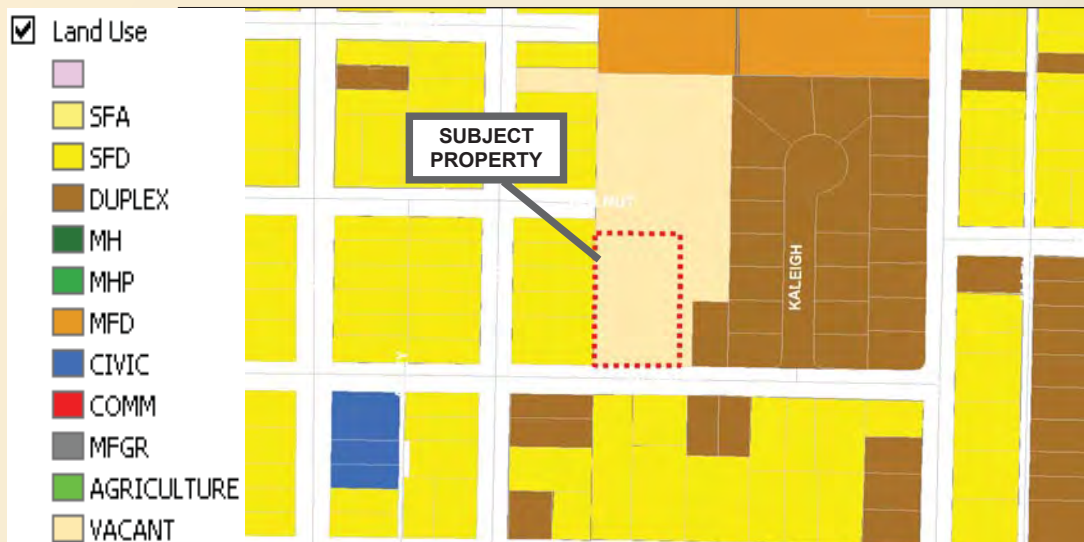 Land Use
SFA
SFD
DUPLEX
MH
MHP
MFD
CIVIC
COMM
MFGR
AGRICULTURE
VACANT
SUBJECT
PROPERTY
KALEIGH